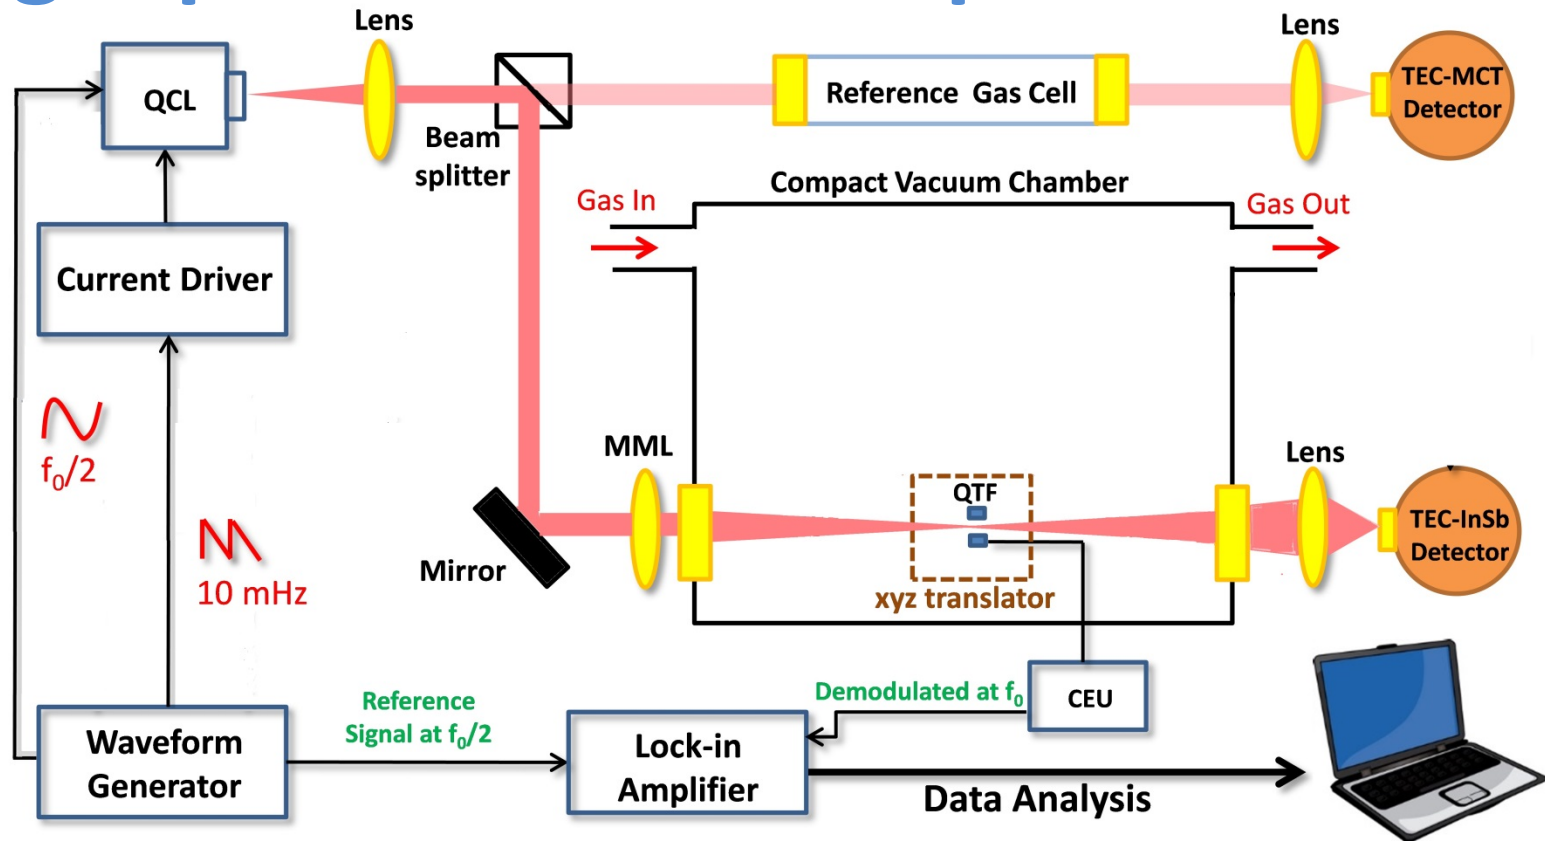 Lens
Lens
QCL
Reference Gas Cell
TEC-MCT
Detector
Beam
splitter
Compact Vacuum Chamber
Gas In
Gas Out
Current Driver
f₀/2
10 mHz
MML
QTF
Lens
TEC-InSb
Detector
Mirror
xyz translator
Reference
Signal at f₀/2
Demodulated at f₀
CEU
Waveform
Generator
Lock-in
Amplifier
Data Analysis